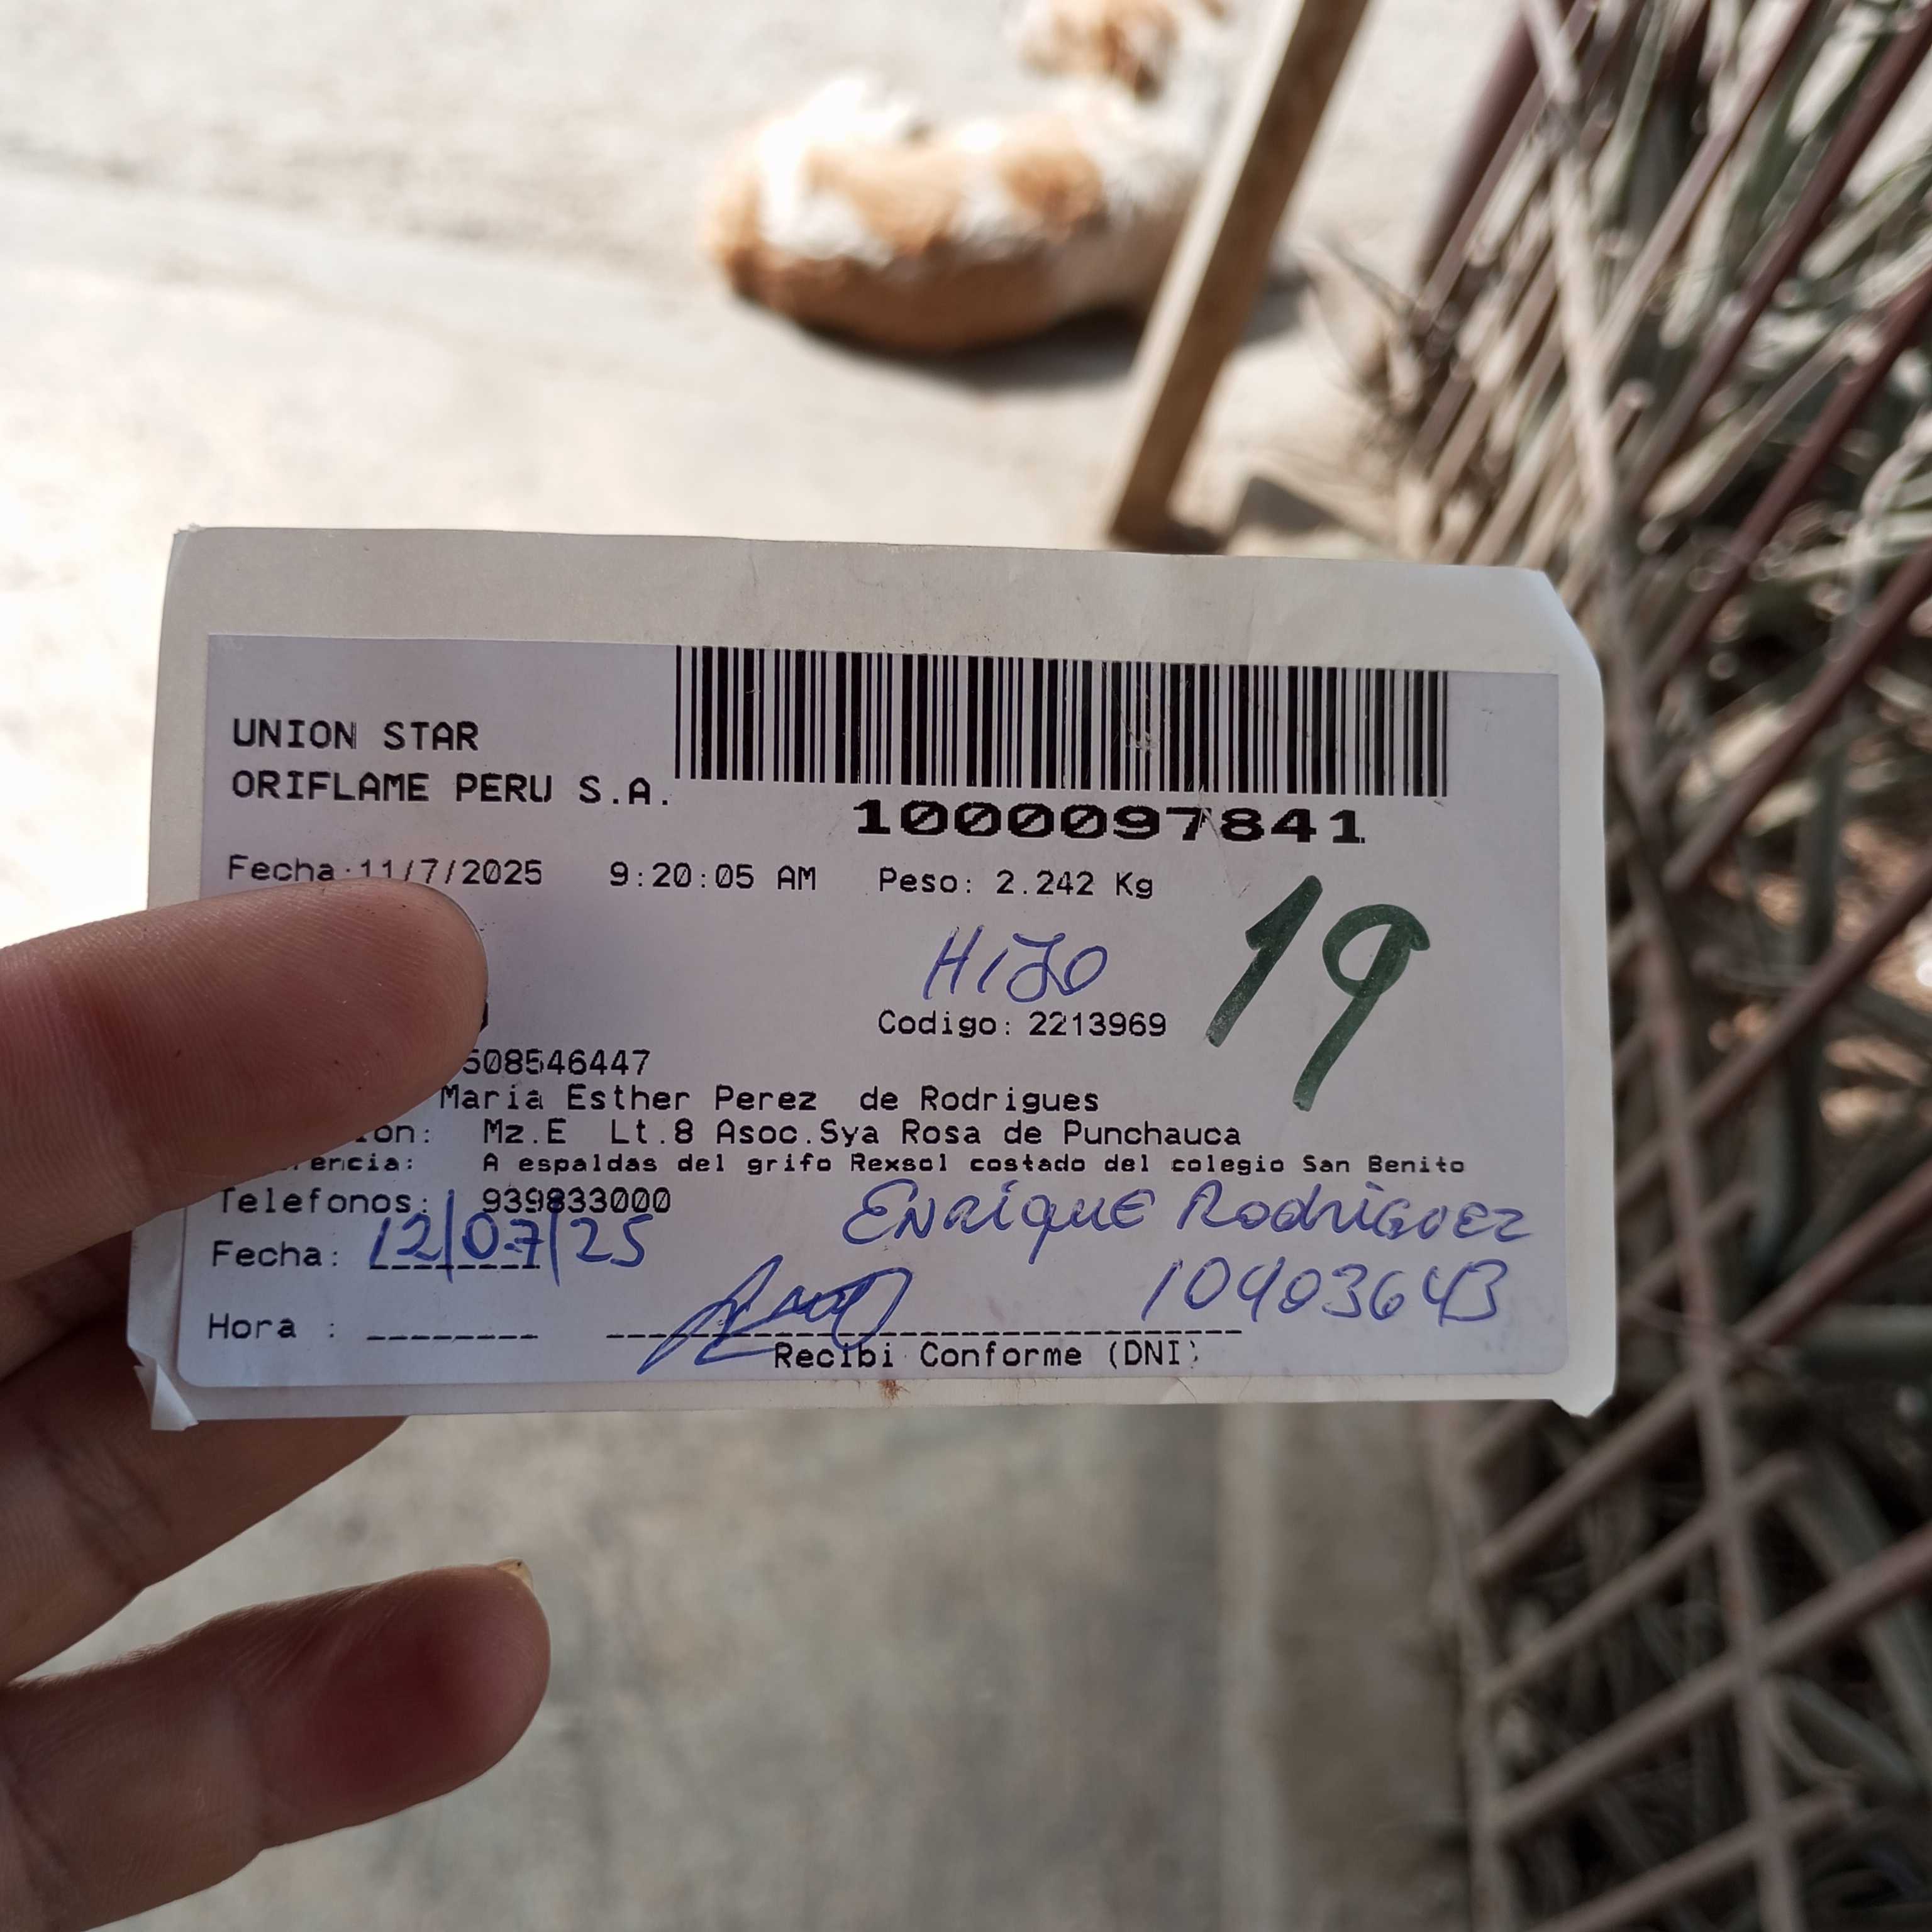 UNION STAR
ORIFLAME PERU S.A.
1000097841
Fecha:11/7/2025 9:20:05 AM Peso: 2.242 Kg
HIJO
19
Codigo: 2213969
508546447
Maria Esther Perez de Rodrigues
ion: Mz.E Lt.8 Asoc.Sya Rosa de Punchauca
encia: A espaldas del grifo Rexsol costado del colegio San Benito
Telefonos: 939833000
Enrique Rodriguez
Fecha: 12/07/25
10403643
Hora :
Recibi Conforme (DNI)